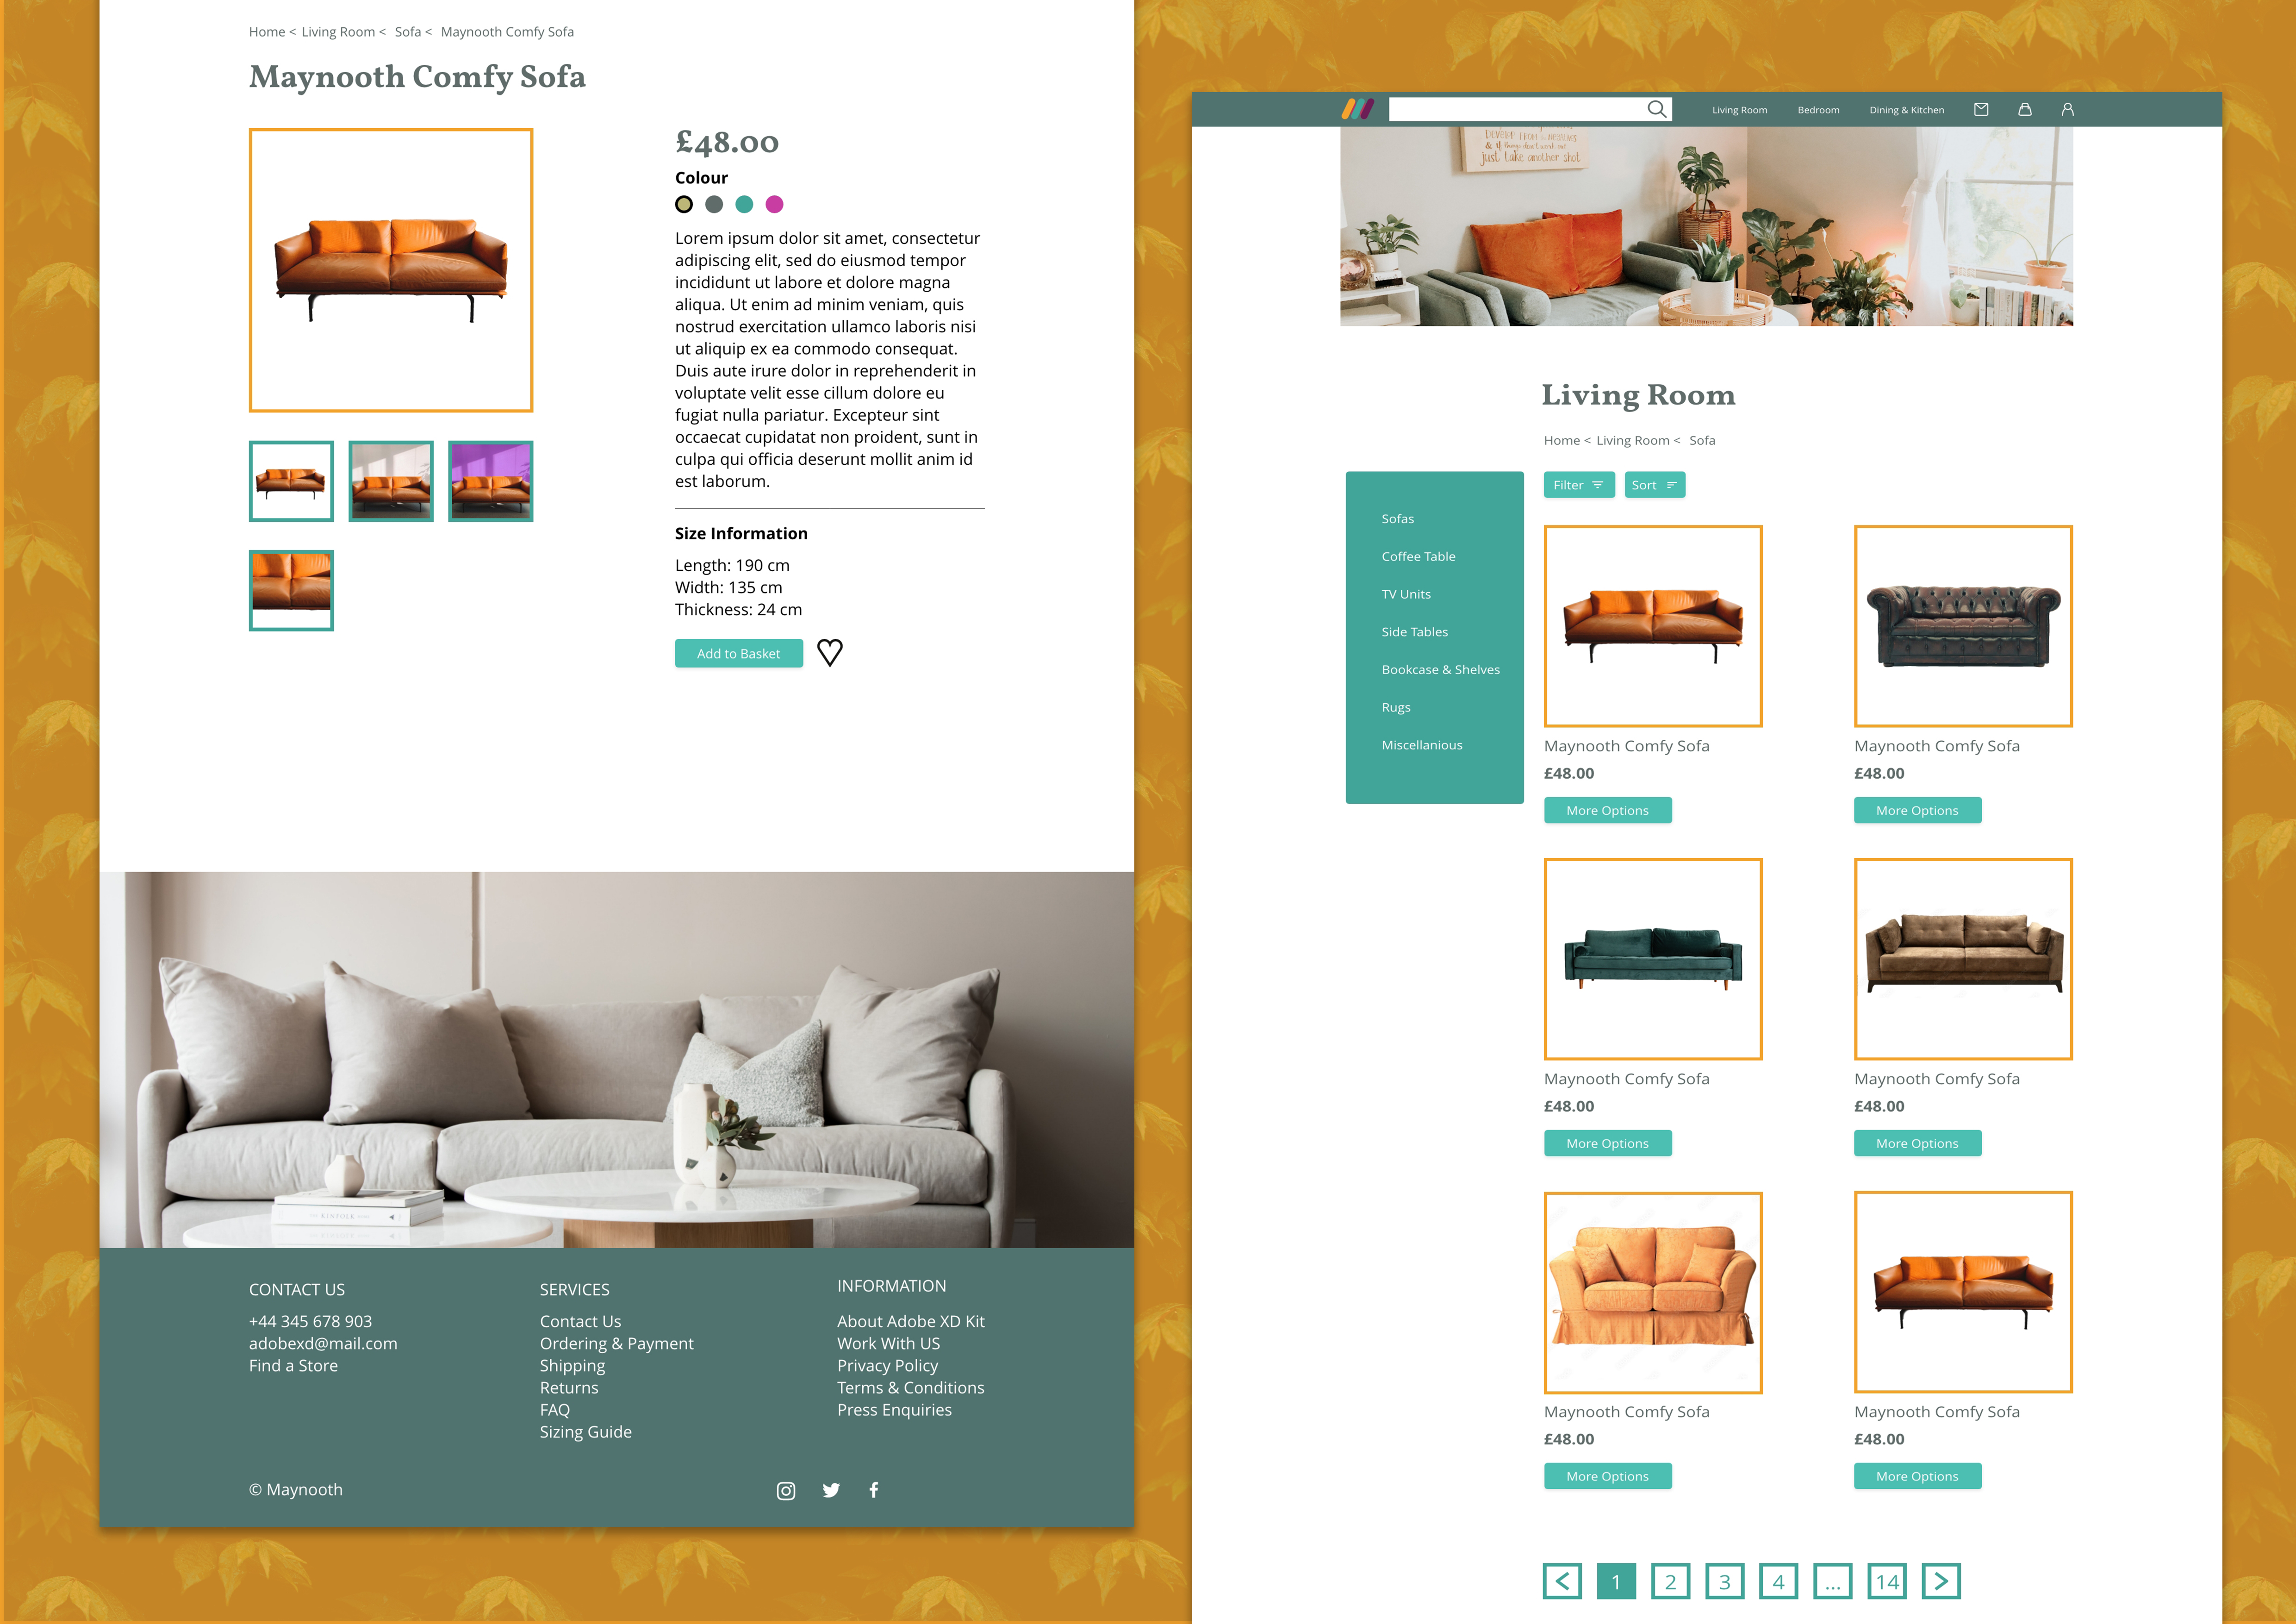 Home < Living Room < Sofa < Maynooth Comfy Sofa
Maynooth Comfy Sofa
£48.00
Colour
Lorem ipsum dolor sit amet, consectetur
adipiscing elit, sed do eiusmod tempor
incididunt ut labore et dolore magna
aliqua. Ut enim ad minim veniam, quis
nostrud exercitation ullamco laboris nisi
ut aliquip ex ea commodo consequat.
Duis aute irure dolor in reprehenderit in
voluptate velit esse cillum dolore eu
fugiat nulla pariatur. Excepteur sint
occaecat cupidatat non proident, sunt in
culpa qui officia deserunt mollit anim id
est laborum.
Size Information
Length: 190 cm
Width: 135 cm
Thickness: 24 cm
Add to Basket
KINFOLK
CONTACT US
+44 345 678 903
adobexd@mail.com
Find a Store
SERVICES
Contact Us
Ordering & Payment
Shipping
Returns
FAQ
Sizing Guide
INFORMATION
About Adobe XD Kit
Work With US
Privacy Policy
Terms & Conditions
Press Enquiries
© Maynooth
Living Room
Bedroom
Dining & Kitchen
just take another shot
Living Room
Home < Living Room < Sofa
Filter
Sort
Sofas
Coffee Table
TV Units
Side Tables
Bookcase & Shelves
Rugs
Miscellanious
Maynooth Comfy Sofa
£48.00
More Options
Maynooth Comfy Sofa
£48.00
More Options
Maynooth Comfy Sofa
£48.00
More Options
Maynooth Comfy Sofa
£48.00
More Options
Maynooth Comfy Sofa
£48.00
More Options
Maynooth Comfy Sofa
£48.00
More Options
< 1 2 3 4 ... 14 >